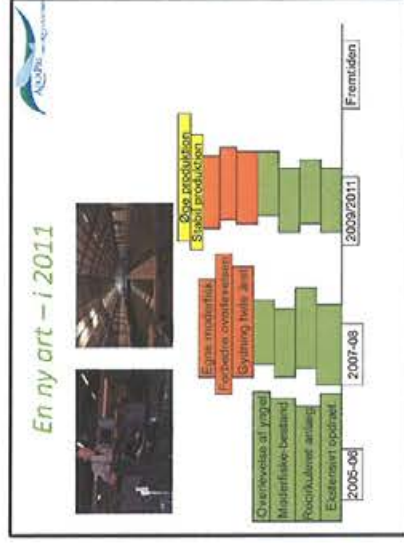 En ny art – i 2011
AquaPri
Øge produktion
Stabil produktion
Egne moderfisk
Forbedre overlevelsen
Gydning hele året
Overlevelse af yngel
Moderfiske-bestand
Recirkuleret anlæg
Ekstensivt opdræt
2005-06
2007-08
2009/2011
Fremtiden